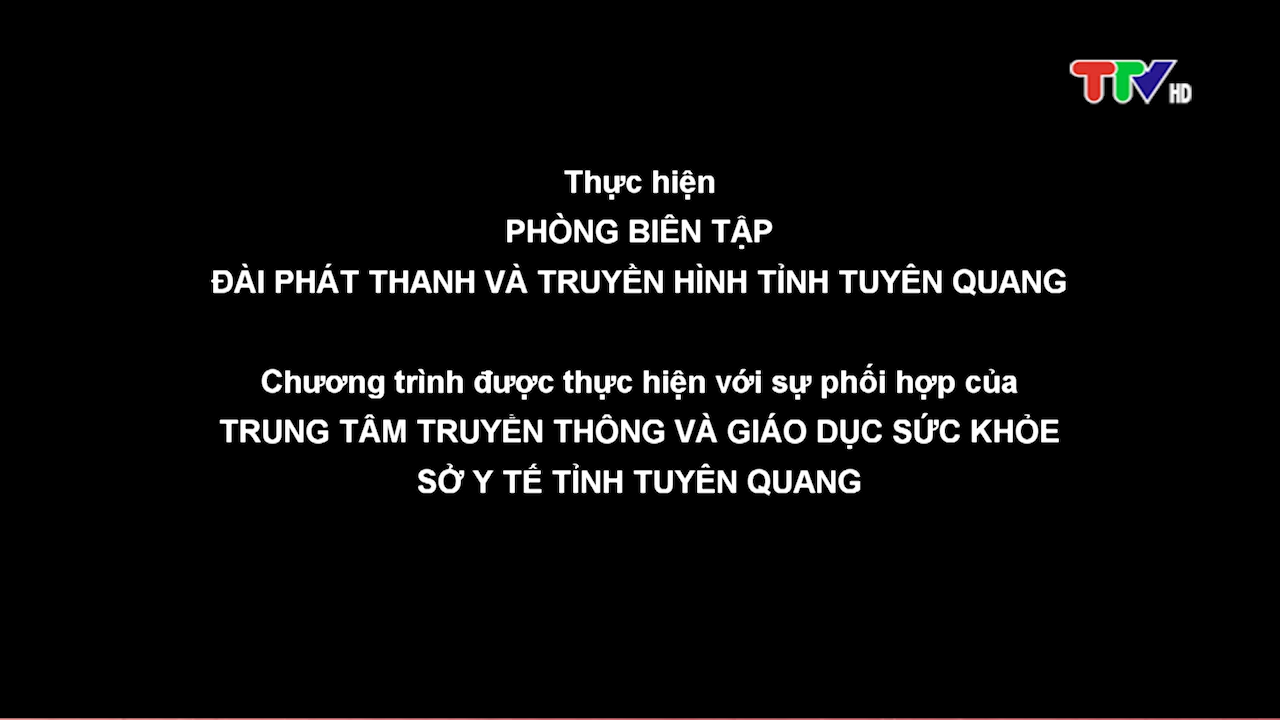 TTV HD
Thực hiện
PHÒNG BIÊN TẬP
ĐÀI PHÁT THANH VÀ TRUYỀN HÌNH TỈNH TUYÊN QUANG
Chương trình được thực hiện với sự phối hợp của
TRUNG TÂM TRUYỀN THÔNG VÀ GIÁO DỤC SỨC KHỎE
SỞ Y TẾ TỈNH TUYÊN QUANG